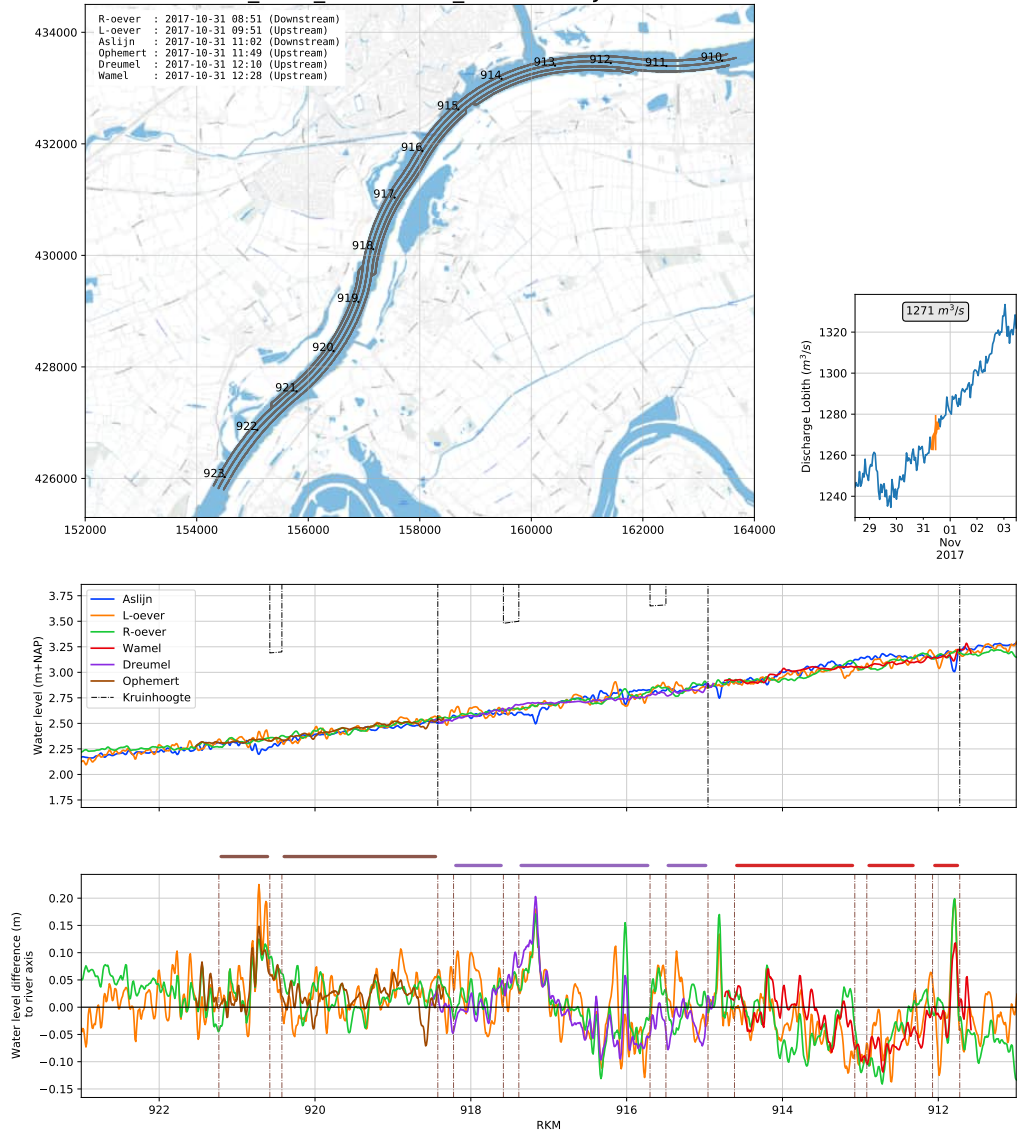 R-oever : 2017-10-31 08:51 (Downstream)
L-oever : 2017-10-31 09:51 (Upstream)
Aslijn : 2017-10-31 11:02 (Downstream)
Ophemert : 2017-10-31 11:49 (Upstream)
Dreumel : 2017-10-31 12:10 (Upstream)
Wamel : 2017-10-31 12:28 (Upstream)
434000
432000
430000
428000
426000
910
911
912
913
914
915
916
917
918
919
920
921
922
923
152000 154000 156000 158000 160000 162000 164000
1271 m³/s
Discharge Lobith (m³/s)
1320
1300
1280
1260
1240
29 30 31 01 02 03
Nov
2017
Water level (m+NAP)
3.75
3.50
3.25
3.00
2.75
2.50
2.25
2.00
1.75
Aslijn
L-oever
R-oever
Wamel
Dreumel
Ophemert
Kruinhoogte
Water level difference (m)
to river axis
0.20
0.15
0.10
0.05
0.00
−0.05
−0.10
−0.15
922 920 918 916 914 912
RKM